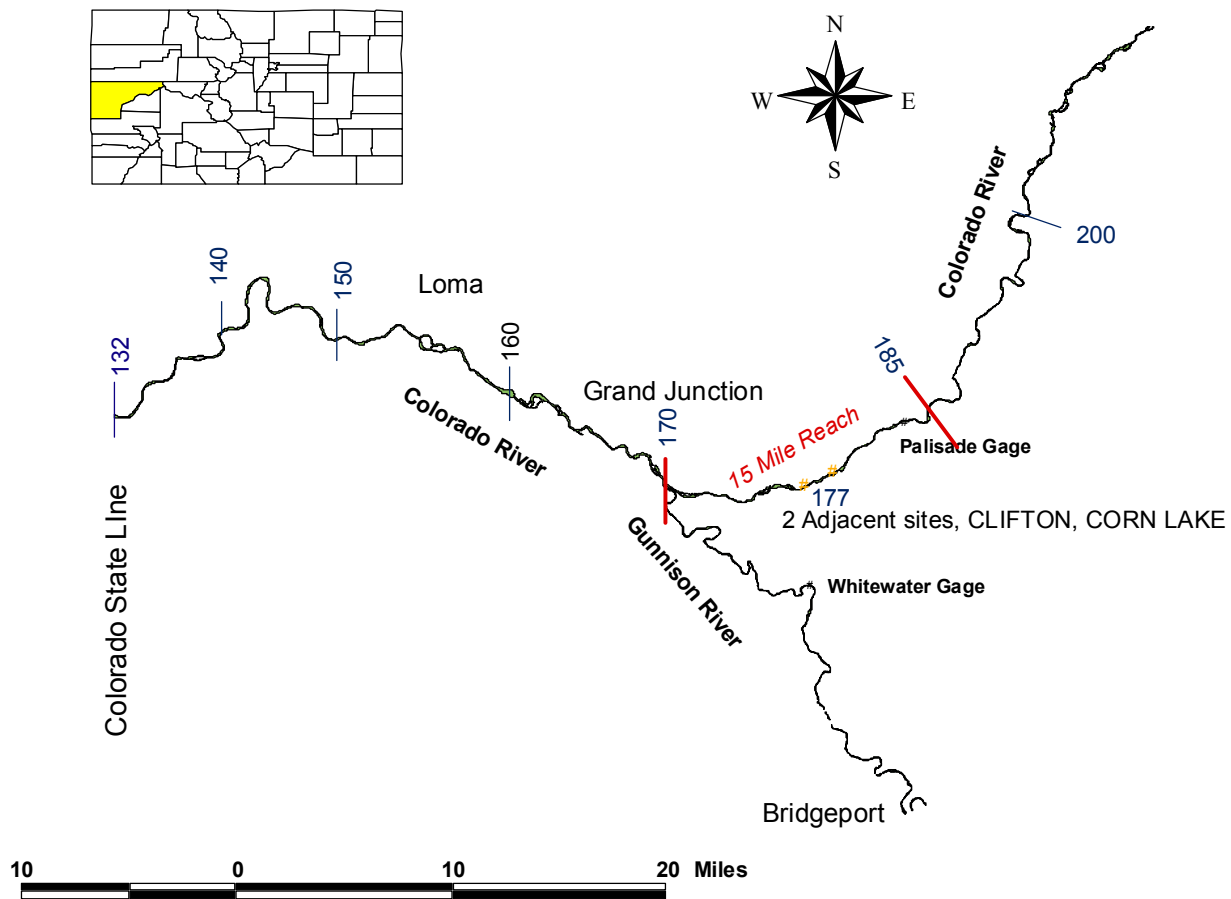 N
W
E
S
Colorado River
200
140
150
Loma
132
160
185
Grand Junction
Colorado River
170
15 Mile Reach
Palisade Gage
177
2 Adjacent sites, CLIFTON, CORN LAKE
Colorado State LIne
Gunnison River
Whitewater Gage
Bridgeport
10 0 10 20 Miles